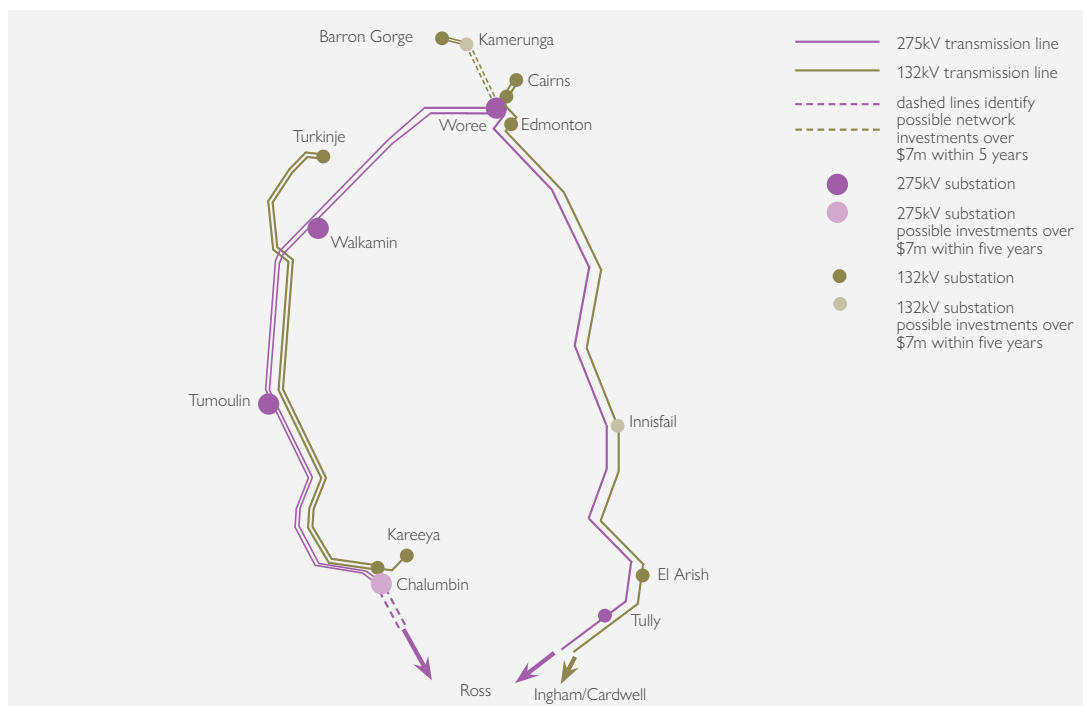 Barron Gorge
Kamerunga
Cairns
Woree
Edmonton
Turkinje
Walkamin
Tumoulin
Innisfail
Kareeya
Chalumbin
El Arish
Tully
Ross
Ingham/Cardwell
275kV transmission line
132kV transmission line
dashed lines identify
possible network
investments over
$7m within 5 years
275kV substation
275kV substation
possible investments over
$7m within five years
132kV substation
132kV substation
possible investments over
$7m within five years